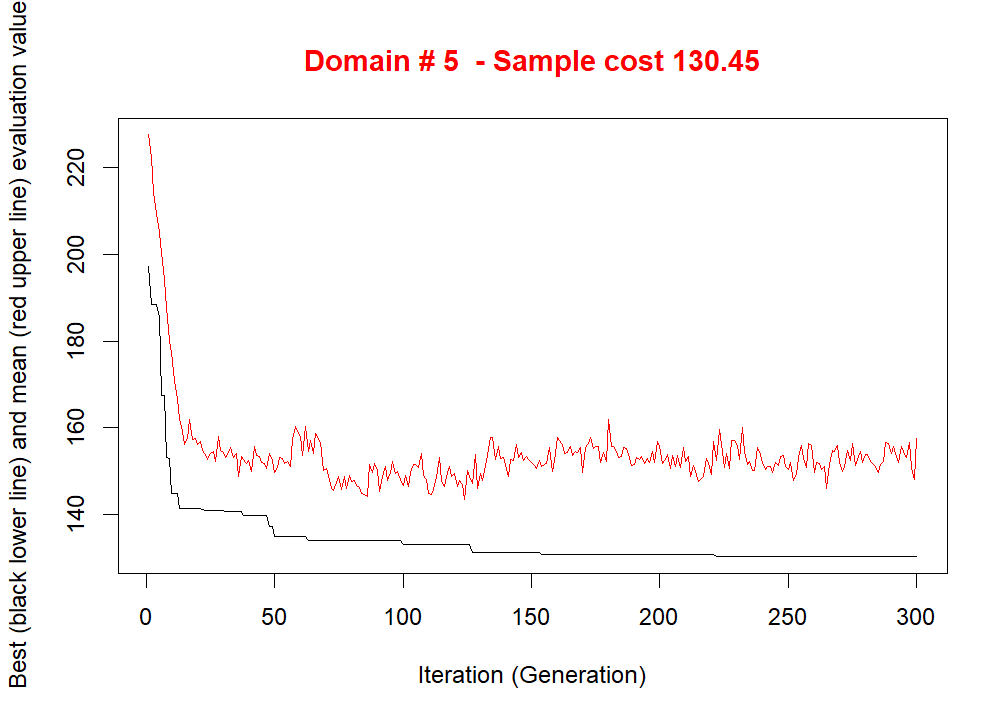 Domain # 5  - Sample cost 130.45
Best (black lower line) and mean (red upper line) evaluation value
220
200
180
160
140
0 50 100 150 200 250 300
Iteration (Generation)